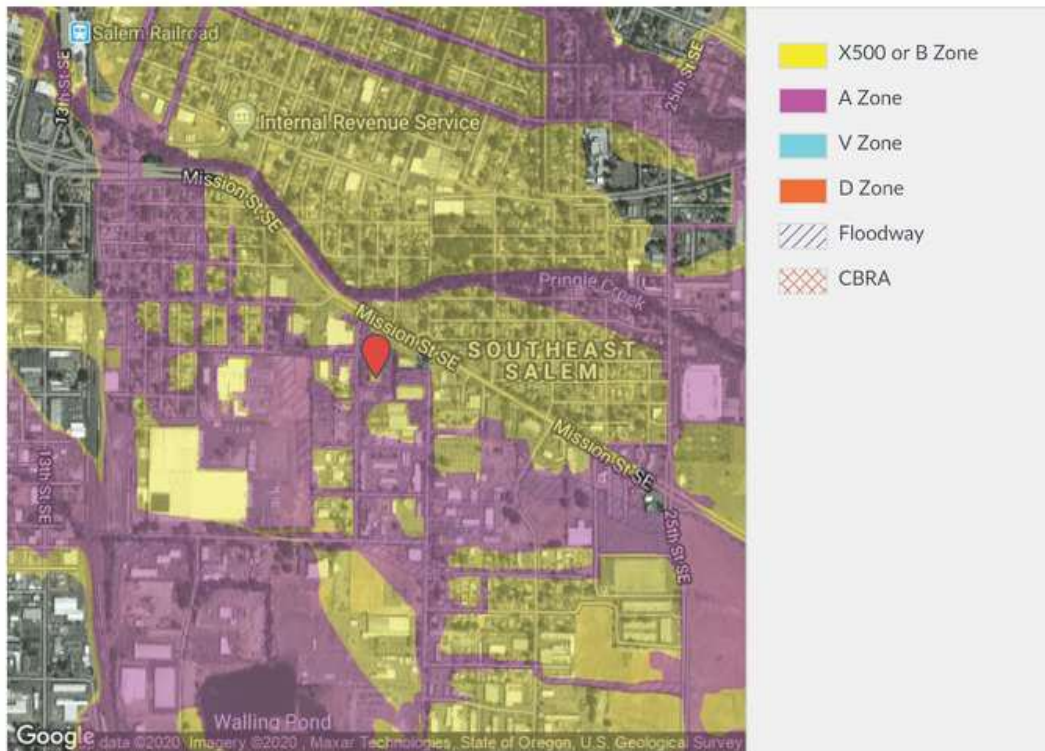 Salem Railroad
13th St SE
25th St SE
Internal Revenue Service
Mission St SE
Pringle Creek
Mission St SE
SOUTHEAST
SALEM
Mission St SE
13th St SE
25th St SE
Walling Pond
Google
data ©2020 Imagery ©2020 , Maxar Technologies, State of Oregon, U.S. Geological Survey
X500 or B Zone
A Zone
V Zone
D Zone
Floodway
CBRA